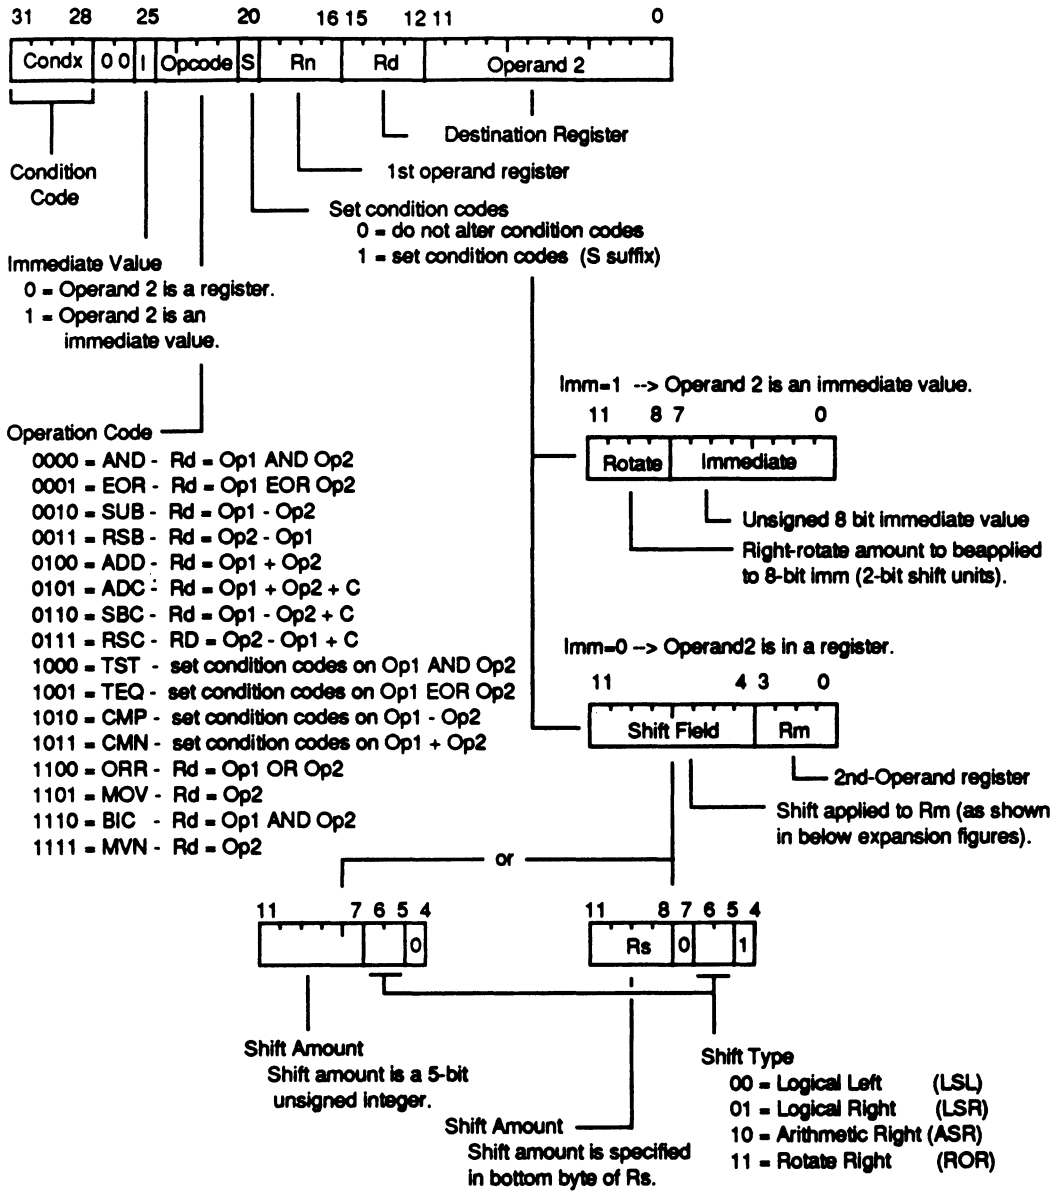 31 28 25 20 16 15 12 11 0
Condx 0 0 I Opcode S Rn Rd Operand 2
Destination Register
1st operand register
Condition
Code
Set condition codes
0 = do not alter condition codes
1 = set condition codes (S suffix)
Immediate Value
0 = Operand 2 is a register.
1 = Operand 2 is an
immediate value.
Imm=1 --> Operand 2 is an immediate value.
11 8 7 0
Rotate Immediate
Unsigned 8 bit immediate value
Right-rotate amount to beapplied
to 8-bit imm (2-bit shift units).
Operation Code
0000 = AND - Rd = Op1 AND Op2
0001 = EOR - Rd = Op1 EOR Op2
0010 = SUB - Rd = Op1 - Op2
0011 = RSB - Rd = Op2 - Op1
0100 = ADD - Rd = Op1 + Op2
0101 = ADC - Rd = Op1 + Op2 + C
0110 = SBC - Rd = Op1 - Op2 + C
0111 = RSC - RD = Op2 - Op1 + C
1000 = TST - set condition codes on Op1 AND Op2
1001 = TEQ - set condition codes on Op1 EOR Op2
1010 = CMP - set condition codes on Op1 - Op2
1011 = CMN - set condition codes on Op1 + Op2
1100 = ORR - Rd = Op1 OR Op2
1101 = MOV - Rd = Op2
1110 = BIC - Rd = Op1 AND Op2
1111 = MVN - Rd = Op2
Imm=0 --> Operand2 is in a register.
11 4 3 0
Shift Field Rm
2nd-Operand register
Shift applied to Rm (as shown
in below expansion figures).
or
11 7 6 5 4
0
11 8 7 6 5 4
Rs 0 1
Shift Amount
Shift amount is a 5-bit
unsigned integer.
Shift Amount
Shift amount is specified
in bottom byte of Rs.
Shift Type
00 = Logical Left (LSL)
01 = Logical Right (LSR)
10 = Arithmetic Right (ASR)
11 = Rotate Right (ROR)